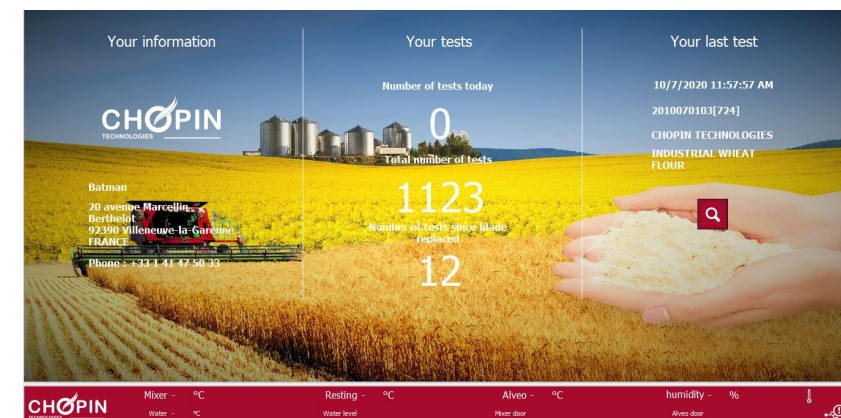 Your information
Your tests
Your last test
CHOPIN
TECHNOLOGIES
Batman
20 avenue Marcellin
Berthelot
92390 Villeneuve-la-Garenne
FRANCE
Phone : +33 1 41 47 50 33
Number of tests today
0
Total number of tests
1123
Number of tests since blade
replaced
12
10/7/2020 11:57:57 AM
2010070103[724]
CHOPIN TECHNOLOGIES
INDUSTRIAL WHEAT
FLOUR
CHOPIN
TECHNOLOGIES
Mixer - °C
Resting - °C
Alveo - °C
humidity - %
Water - °C
Water level
Mixer door
Alveo door